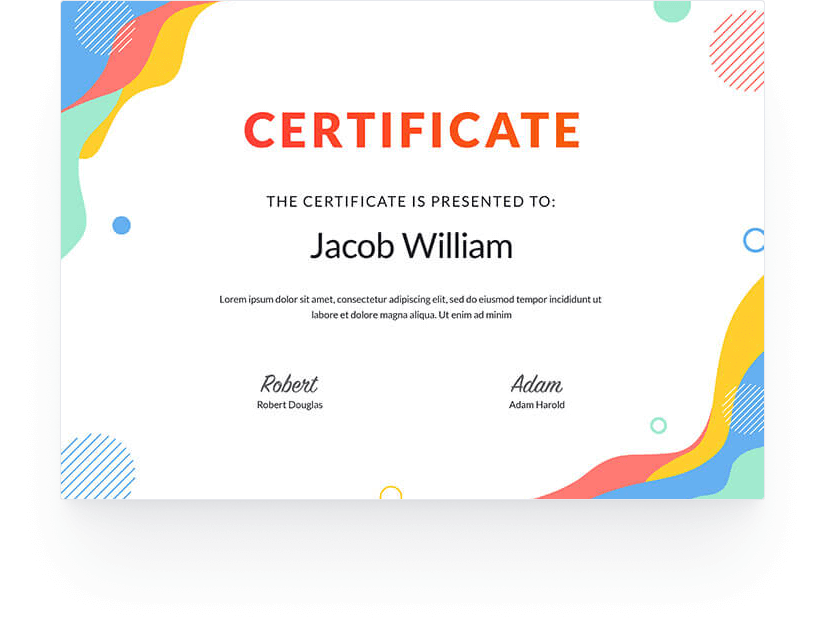 CERTIFICATE
THE CERTIFICATE IS PRESENTED TO:
Jacob William
Lorem ipsum dolor sit amet, consectetur adipiscing elit, sed do eiusmod tempor incididunt ut
labore et dolore magna aliqua. Ut enim ad minim
Robert Adam
Robert Douglas Adam Harold